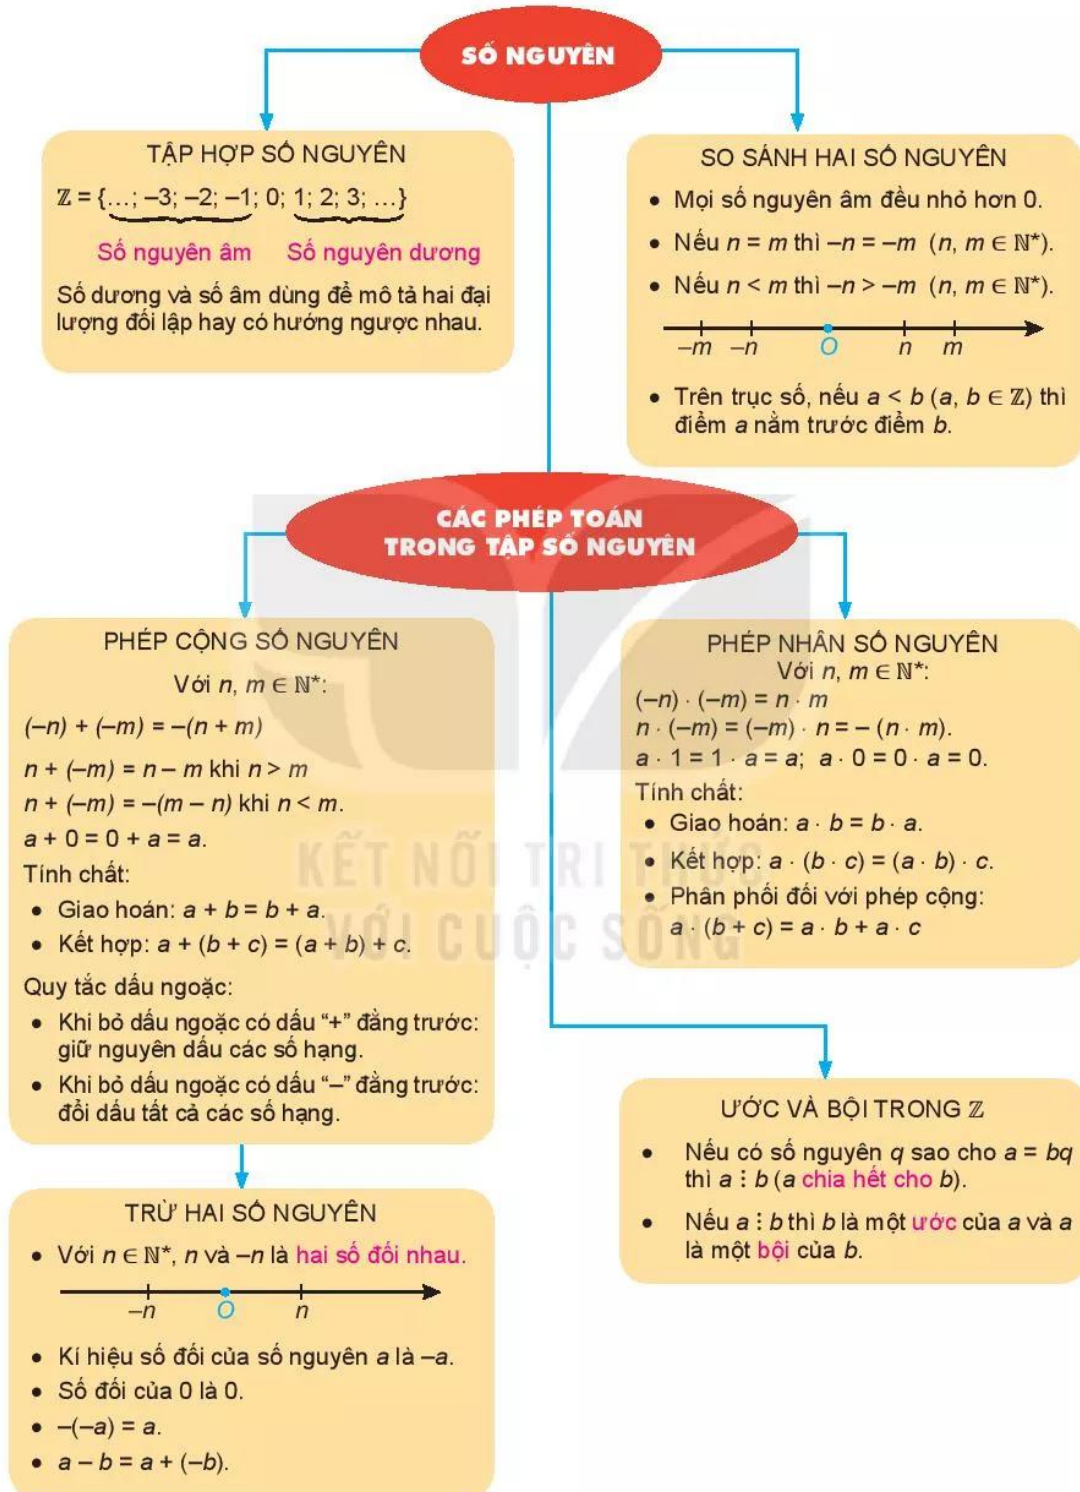 SỐ NGUYÊN
TẬP HỢP SỐ NGUYÊN
ℤ = {…; –3; –2; –1; 0; 1; 2; 3; …}
Số nguyên âm Số nguyên dương
Số dương và số âm dùng để mô tả hai đại
lượng đối lập hay có hướng ngược nhau.
SO SÁNH HAI SỐ NGUYÊN
• Mọi số nguyên âm đều nhỏ hơn 0.
• Nếu n = m thì –n = –m (n, m ∈ ℕ*).
• Nếu n < m thì –n > –m (n, m ∈ ℕ*).
–m –n O n m
• Trên trục số, nếu a < b (a, b ∈ ℤ) thì
điểm a nằm trước điểm b.
CÁC PHÉP TOÁN
TRONG TẬP SỐ NGUYÊN
PHÉP CỘNG SỐ NGUYÊN
Với n, m ∈ ℕ*:
(–n) + (–m) = –(n + m)
n + (–m) = n – m khi n > m
n + (–m) = –(m – n) khi n < m.
a + 0 = 0 + a = a.
Tính chất:
• Giao hoán: a + b = b + a.
• Kết hợp: a + (b + c) = (a + b) + c.
Quy tắc dấu ngoặc:
• Khi bỏ dấu ngoặc có dấu “+” đằng trước:
giữ nguyên dấu các số hạng.
• Khi bỏ dấu ngoặc có dấu “–” đằng trước:
đổi dấu tất cả các số hạng.
PHÉP NHÂN SỐ NGUYÊN
Với n, m ∈ ℕ*:
(–n) · (–m) = n · m
n · (–m) = (–m) · n = – (n · m).
a · 1 = 1 · a = a; a · 0 = 0 · a = 0.
Tính chất:
• Giao hoán: a · b = b · a.
• Kết hợp: a · (b · c) = (a · b) · c.
• Phân phối đối với phép cộng:
a · (b + c) = a · b + a · c
KẾT NỐI TRI THỨC
VỚI CUỘC SỐNG
TRỪ HAI SỐ NGUYÊN
• Với n ∈ ℕ*, n và –n là hai số đối nhau.
–n O n
• Kí hiệu số đối của số nguyên a là –a.
• Số đối của 0 là 0.
• –(–a) = a.
• a – b = a + (–b).
ƯỚC VÀ BỘI TRONG ℤ
• Nếu có số nguyên q sao cho a = bq
thì a ⋮ b (a chia hết cho b).
• Nếu a ⋮ b thì b là một ước của a và a
là một bội của b.